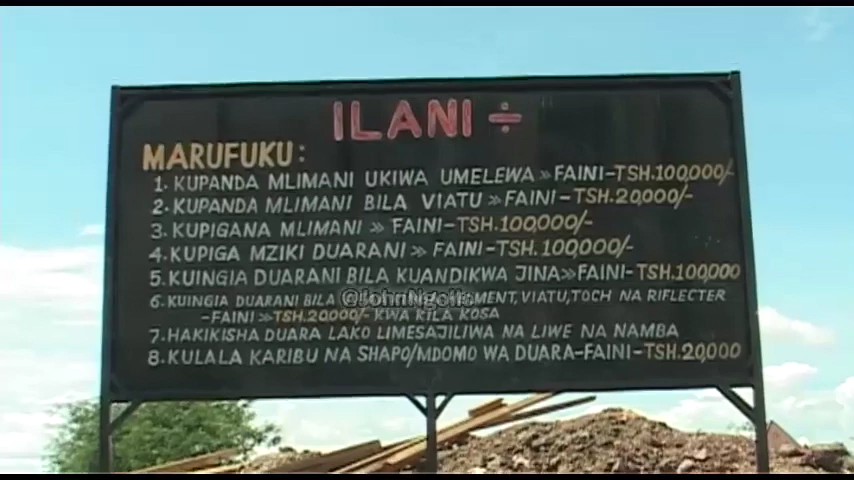 ILANI ÷
MARUFUKU:
1. KUPANDA MLIMANI UKIWA UMELEWA » FAINI-TSH.100,000/-
2. KUPANDA MLIMANI BILA VIATU » FAINI-TSH.20,000/-
3. KUPIGANA MLIMANI » FAINI-TSH.100,000/-
4. KUPIGA MZIKI DUARANI » FAINI-TSH.100,000/-
5. KUINGIA DUARANI BILA KUANDIKWA JINA » FAINI-TSH.100,000
6. KUINGIA DUARANI BILA MENT, VIATU, TOCH NA RIFLECTER
-FAINI » TSH.20,000/- KWA KILA KOSA
7. HAKIKISHA DUARA LAKO LIMESAJILIWA NA LIWE NA NAMBA
8. KULALA KARIBU NA SHAPO/MDOMO WA DUARA-FAINI-TSH.20,000